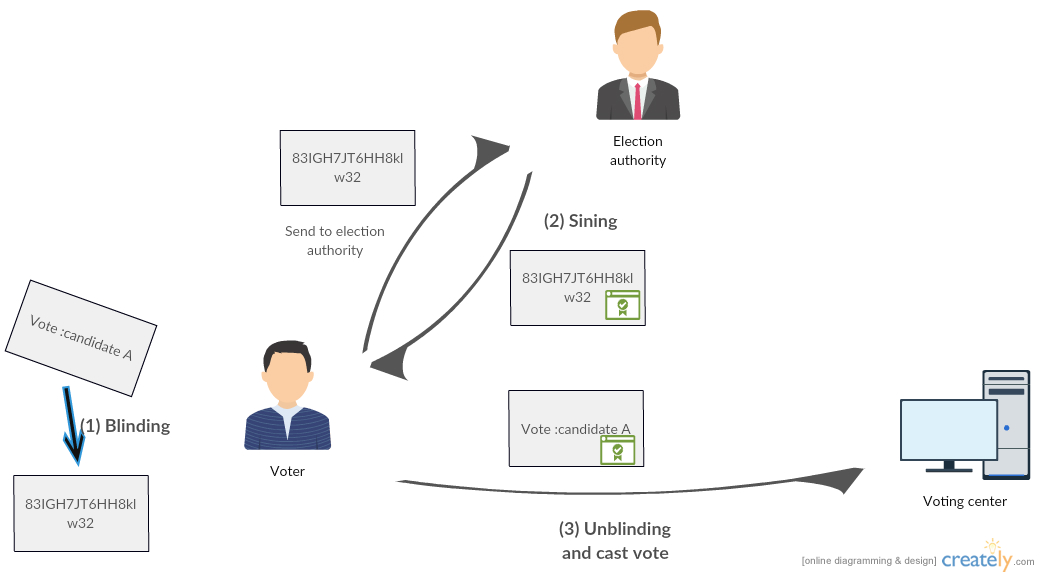 Election
authority
83IGH7JT6HH8kl
w32
Send to election
authority
(2) Sining
83IGH7JT6HH8kl
w32
Vote :candidate A
(1) Blinding
83IGH7JT6HH8kl
w32
Voter
Vote :candidate A
(3) Unblinding
and cast vote
Voting center
[online diagramming & design] creately.com